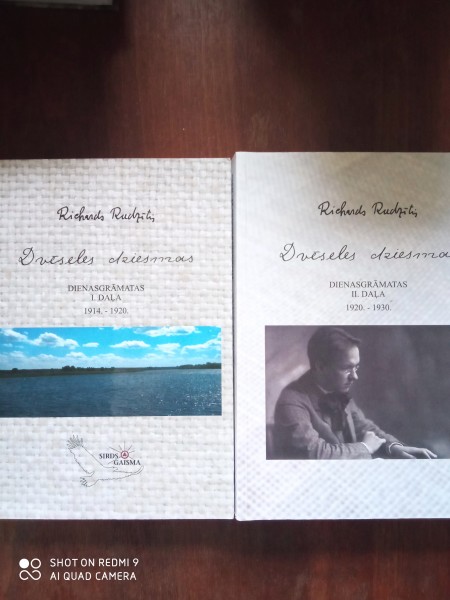 Richards Rudzītis
Dvēseles dziesmas
DIENASGRĀMATAS
I. DAĻA
1914. - 1920.
SIRDS
GAISMA
Richards Rudzītis
Dvēseles dziesmas
DIENASGRĀMATAS
II. DAĻA
1920. - 1930.
SHOT ON REDMI 9
AI QUAD CAMERA